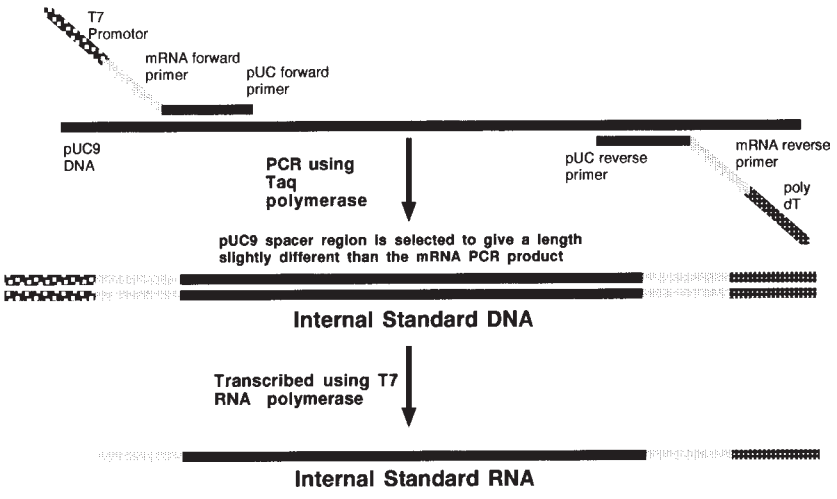 T7
Promotor
mRNA forward
primer
pUC forward
primer
pUC9
DNA
PCR using
Taq
polymerase
pUC reverse
primer
mRNA reverse
primer
poly
dT
pUC9 spacer region is selected to give a length
slightly different than the mRNA PCR product
Internal Standard DNA
Transcribed using T7
RNA polymerase
Internal Standard RNA